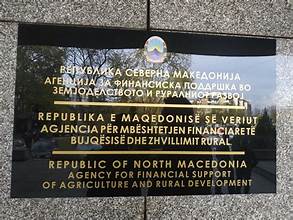 РЕПУБЛИКА СЕВЕРНА МАКЕДОНИЈА
АГЕНЦИЈА ЗА ФИНАНСИСКА ПОДДРШКА ВО
ЗЕМЈОДЕЛСТВОТО И РУРАЛНИОТ РАЗВОЈ
REPUBLIKA E MAQEDONISË SË VERIUT
AGJENCIA PËR MBËSHTETJEN FINANCIARE TË
BUJQËSISË DHE ZHVILLIMIT RURAL
REPUBLIC OF NORTH MACEDONIA
AGENCY FOR FINANCIAL SUPPORT
OF AGRICULTURE AND RURAL DEVELOPMENT